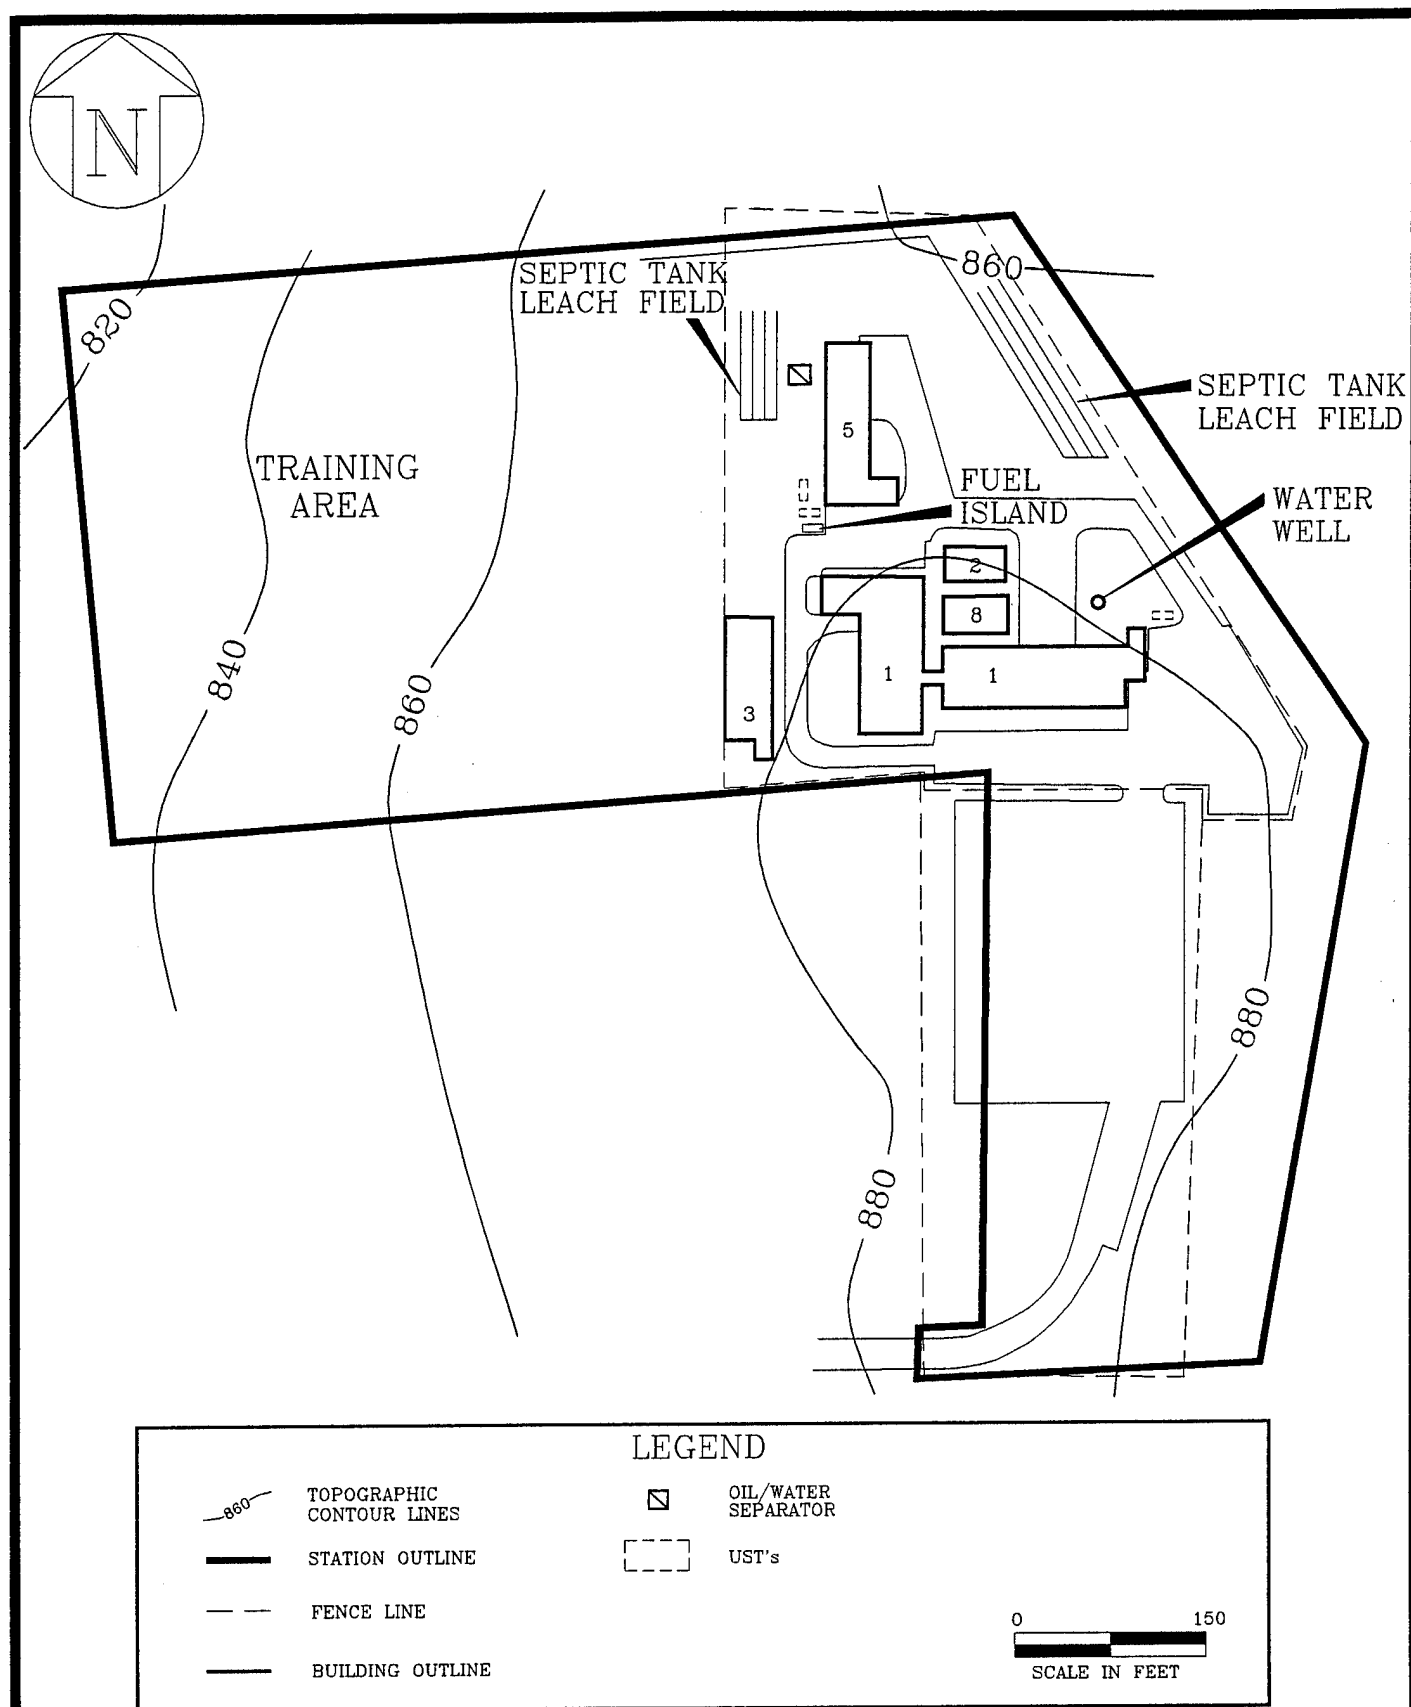 N
860
820
SEPTIC TANK
LEACH FIELD
SEPTIC TANK
LEACH FIELD
5
TRAINING
AREA
FUEL
ISLAND
WATER
WELL
2
8
840
860
1
1
3
880
880
LEGEND
860
TOPOGRAPHIC
CONTOUR LINES
OIL/WATER
SEPARATOR
STATION OUTLINE
UST's
FENCE LINE
BUILDING OUTLINE
0 150
SCALE IN FEET